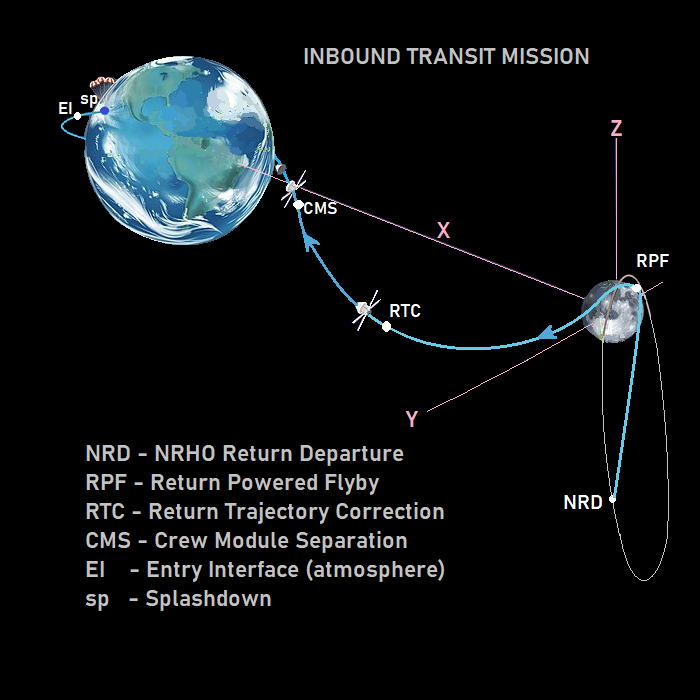 INBOUND TRANSIT MISSION
EI
sp
Z
CMS
X
RPF
RTC
Y
NRD
NRD - NRHO Return Departure
RPF - Return Powered Flyby
RTC - Return Trajectory Correction
CMS - Crew Module Separation
EI - Entry Interface (atmosphere)
sp - Splashdown